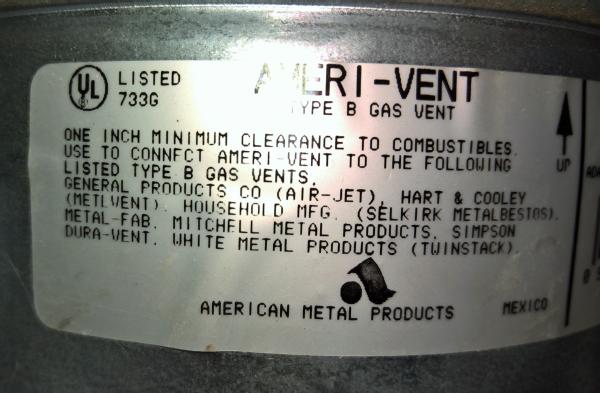 UL
LISTED
733G
AMERI-VENT
TYPE B GAS VENT
ONE INCH MINIMUM CLEARANCE TO COMBUSTIBLES.
USE TO CONNECT AMERI-VENT TO THE FOLLOWING
LISTED TYPE B GAS VENTS.
GENERAL PRODUCTS CO (AIR-JET), HART & COOLEY
(METLVENT). HOUSEHOLD MFG. (SELKIRK METALBESTOS).
METAL-FAB. MITCHELL METAL PRODUCTS. SIMPSON
DURA-VENT. WHITE METAL PRODUCTS (TWINSTACK).
UP
AMERICAN METAL PRODUCTS
MEXICO